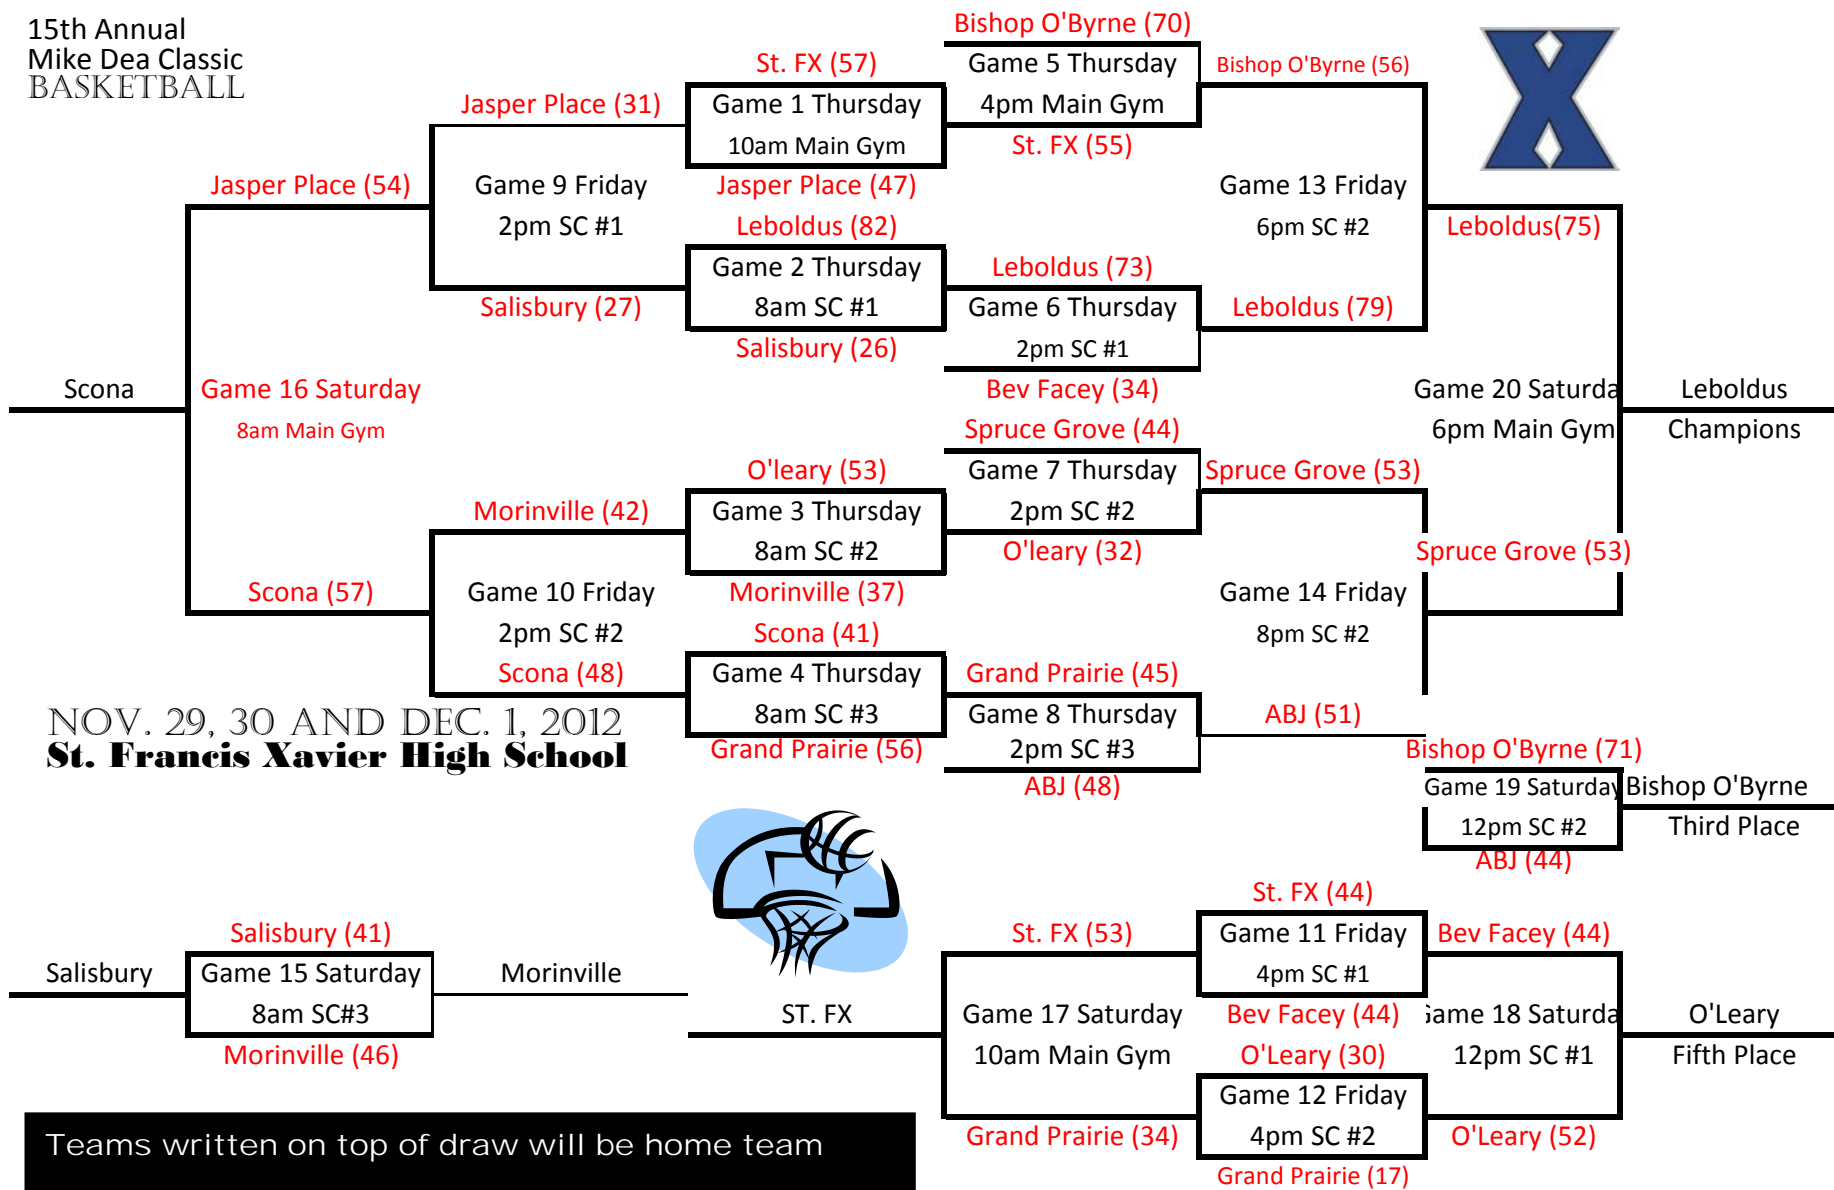 15th Annual
Mike Dea Classic
BASKETBALL
Bishop O'Byrne (70)
St. FX (57)
Game 5 Thursday
Bishop O'Byrne (56)
Jasper Place (31)
Game 1 Thursday
4pm Main Gym
10am Main Gym
St. FX (55)
Jasper Place (54)
Game 9 Friday
Jasper Place (47)
Game 13 Friday
2pm SC #1
Leboldus (82)
6pm SC #2
Leboldus(75)
Game 2 Thursday
Leboldus (73)
Salisbury (27)
8am SC #1
Game 6 Thursday
Leboldus (79)
Salisbury (26)
2pm SC #1
Scona
Game 16 Saturday
Bev Facey (34)
Game 20 Saturda
Leboldus
8am Main Gym
Spruce Grove (44)
6pm Main Gym
Champions
O'leary (53)
Game 7 Thursday
Spruce Grove (53)
Morinville (42)
Game 3 Thursday
2pm SC #2
8am SC #2
O'leary (32)
Spruce Grove (53)
Scona (57)
Game 10 Friday
Morinville (37)
Game 14 Friday
2pm SC #2
Scona (41)
8pm SC #2
Scona (48)
Game 4 Thursday
Grand Prairie (45)
NOV. 29, 30 AND DEC. 1, 2012
8am SC #3
Game 8 Thursday
ABJ (51)
St. Francis Xavier High School
Grand Prairie (56)
2pm SC #3
Bishop O'Byrne (71)
ABJ (48)
Game 19 Saturday
Bishop O'Byrne
12pm SC #2
Third Place
ABJ (44)
St. FX (44)
Salisbury (41)
St. FX (53)
Game 11 Friday
Bev Facey (44)
Salisbury
Game 15 Saturday
Morinville
4pm SC #1
8am SC#3
ST. FX
Game 17 Saturday
Bev Facey (44)
Game 18 Saturda
O'Leary
Morinville (46)
10am Main Gym
O'Leary (30)
12pm SC #1
Fifth Place
Game 12 Friday
Teams written on top of draw will be home team
Grand Prairie (34)
4pm SC #2
O'Leary (52)
Grand Prairie (17)